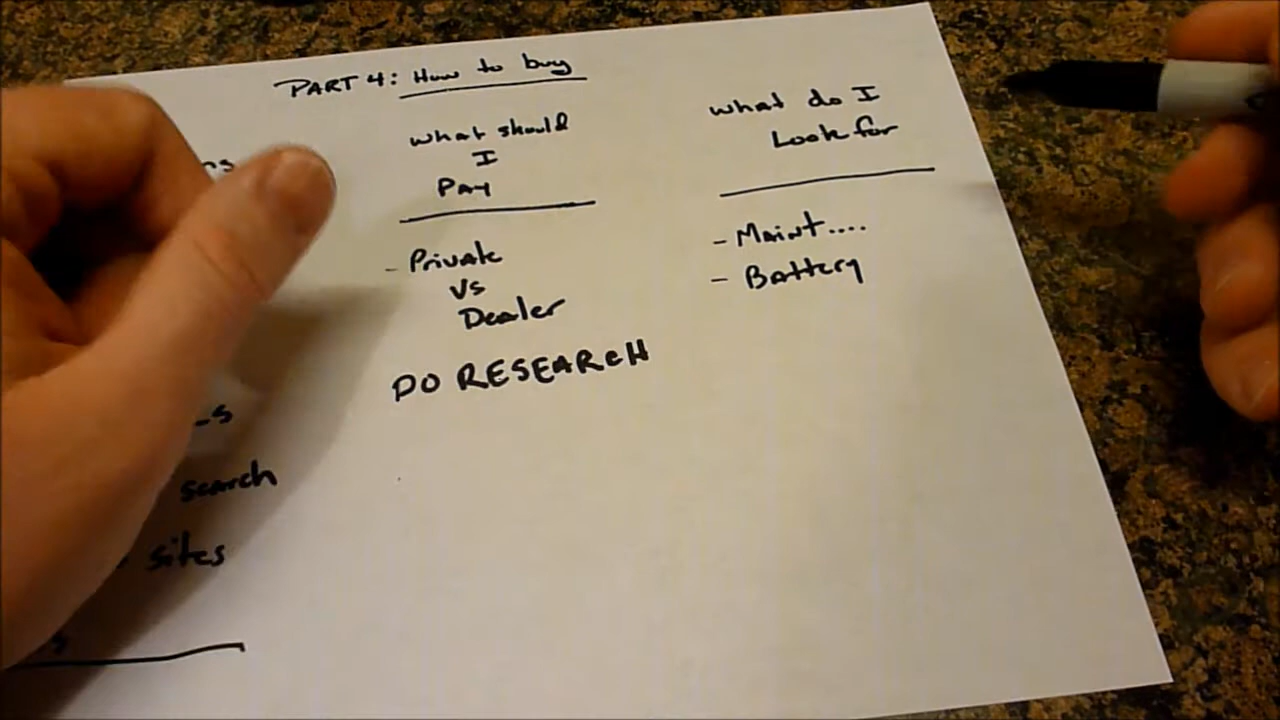 PART 4: How to buy
what should
I
Pay
- Private
vs
Dealer
DO RESEARCH
what do I
Look for
- Maint....
- Battery
search
sites